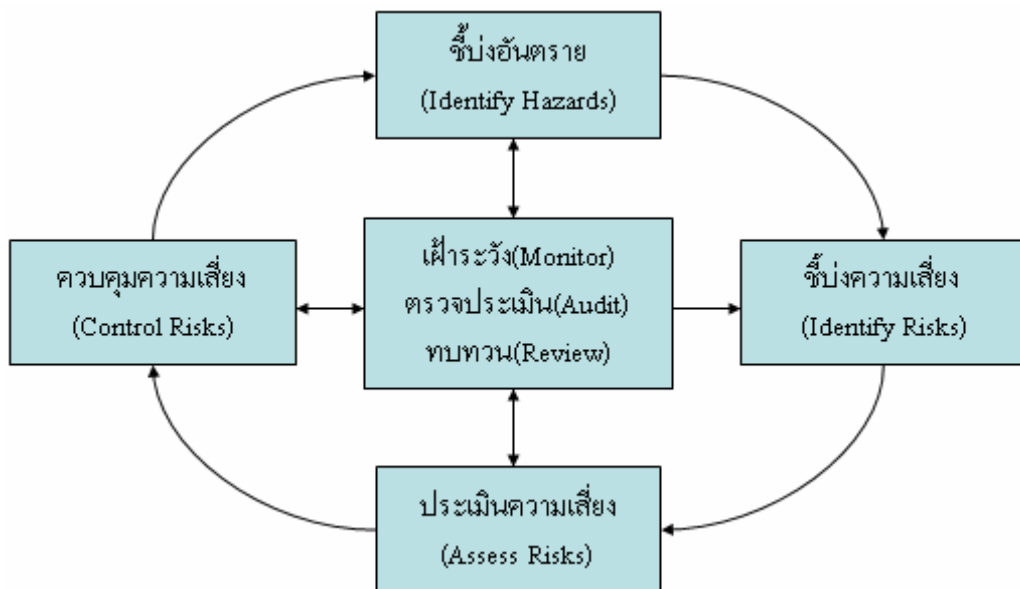 ชี้บ่งอันตราย
(Identify Hazards)
ควบคุมความเสี่ยง
(Control Risks)
เฝ้าระวัง(Monitor)
ตรวจประเมิน(Audit)
ทบทวน(Review)
ชี้บ่งความเสี่ยง
(Identify Risks)
ประเมินความเสี่ยง
(Assess Risks)